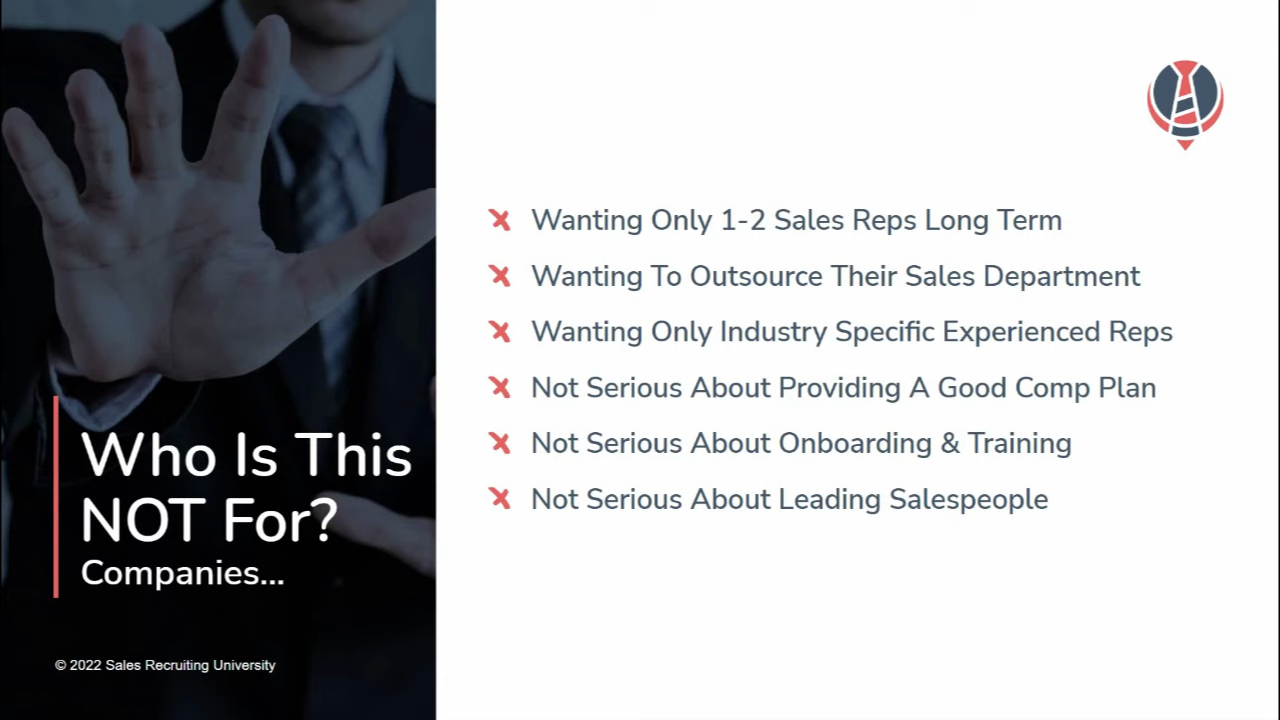 Who Is This
NOT For?
Companies...
© 2022 Sales Recruiting University
Wanting Only 1-2 Sales Reps Long Term
Wanting To Outsource Their Sales Department
Wanting Only Industry Specific Experienced Reps
Not Serious About Providing A Good Comp Plan
Not Serious About Onboarding & Training
Not Serious About Leading Salespeople